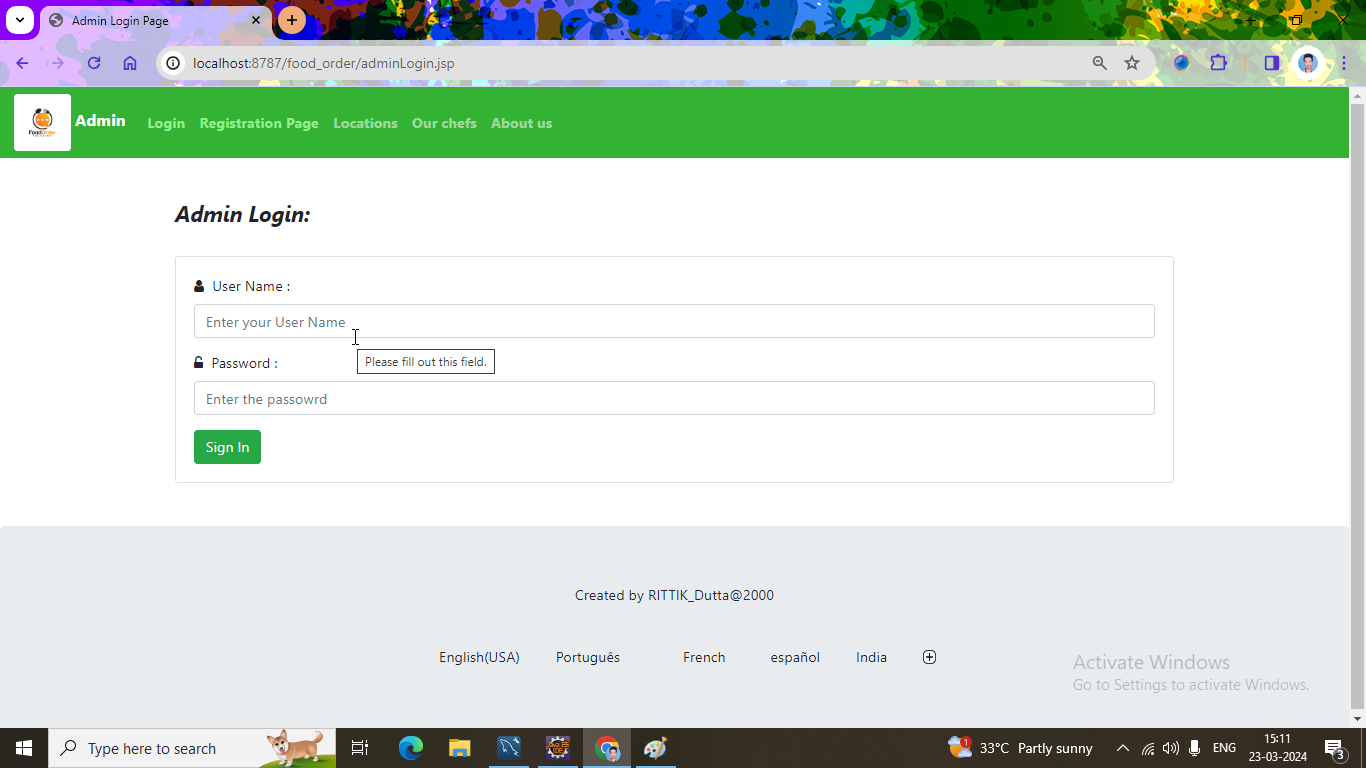 Admin Login Page
localhost:8787/food_order/adminLogin.jsp
FoodOrder
Admin Login Registration Page Locations Our chefs About us
Admin Login:
User Name :
Enter your User Name
Please fill out this field.
Password :
Enter the passowrd
Sign In
Created by RITTIK_Dutta@2000
English(USA) Português French español India
Activate Windows
Go to Settings to activate Windows.
Type here to search
1
33°C Partly sunny
ENG
15:11
23-03-2024
3